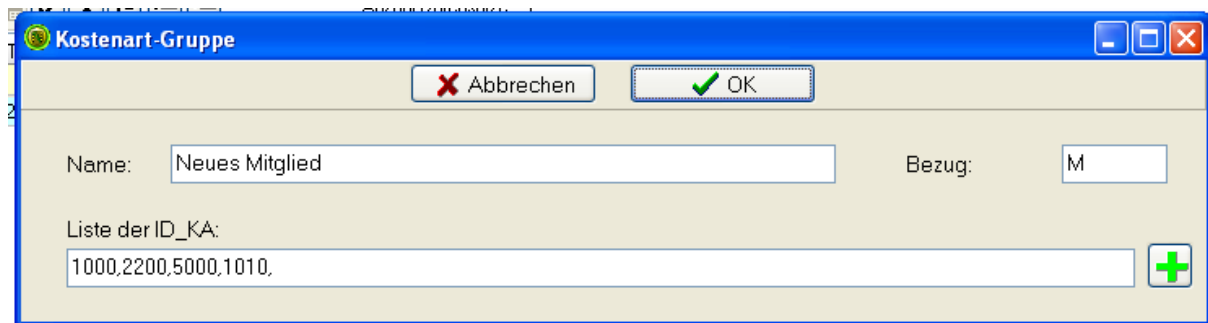 Kostenart-Gruppe
Abbrechen OK
Name: Neues Mitglied Bezug: M
Liste der ID_KA:
1000,2200,5000,1010,